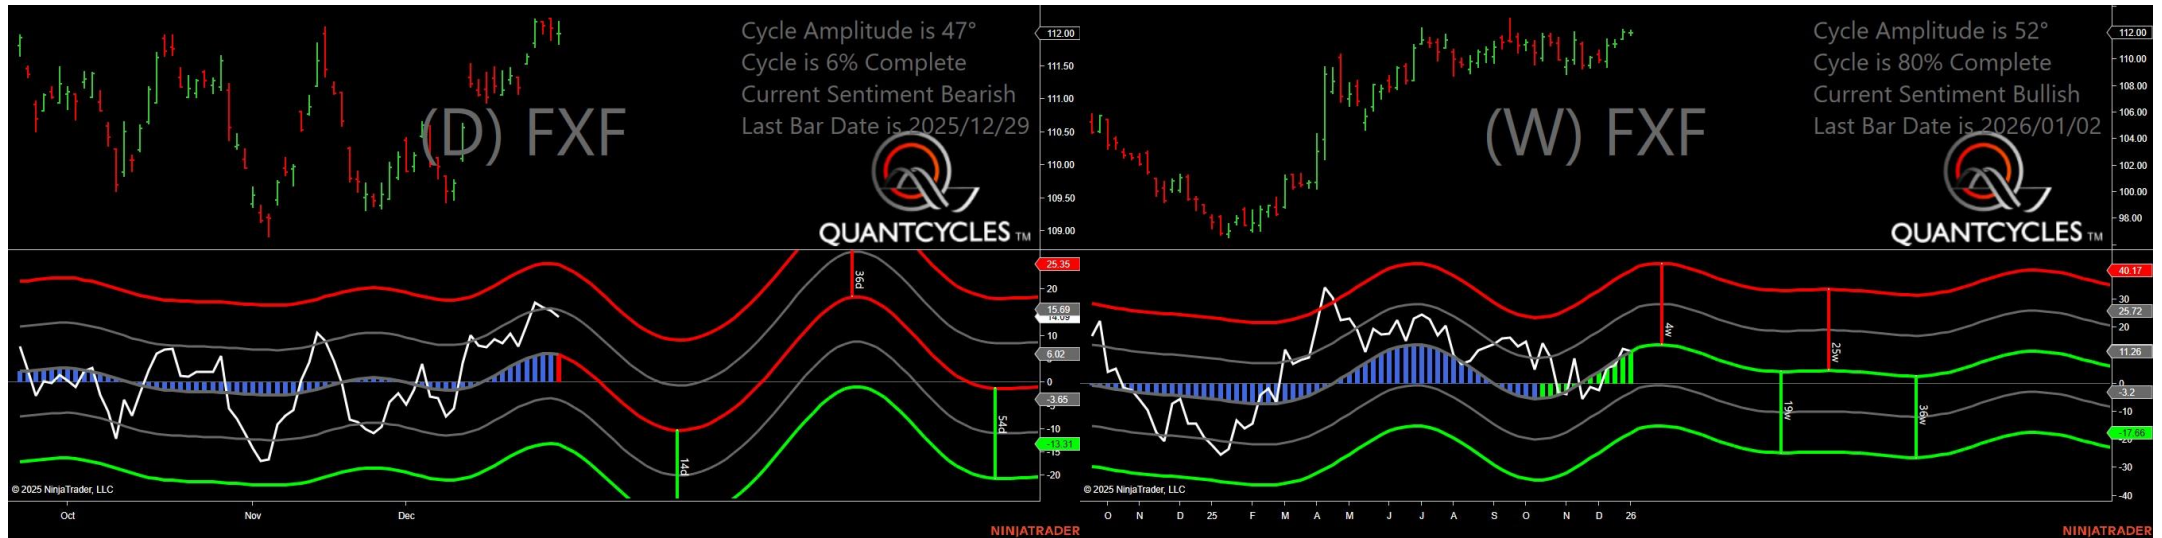 Cycle Amplitude is 47°
Cycle is 6% Complete
Current Sentiment Bearish
Last Bar Date is 2025/12/29
(D) FXF
QUANTCYCLES TM
112.00
111.50
111.00
110.50
110.00
109.50
109.00
25.35
20
15.69
14.09
10
6.02
0
-3.65
-10
-13.31
-15
-20
36d
14d
54d
© 2025 NinjaTrader, LLC
Oct Nov Dec
NINJATRADER
Cycle Amplitude is 52°
Cycle is 80% Complete
Current Sentiment Bullish
Last Bar Date is 2026/01/02
(W) FXF
QUANTCYCLES TM
112.00
110.00
108.00
106.00
104.00
102.00
100.00
98.00
40.17
30
25.72
20
11.26
0
-3.2
-10
-17.66
-30
-40
4w
25w
19w
36w
© 2025 NinjaTrader, LLC
O N D 25 F M A M J J A S O N D 26
NINJATRADER